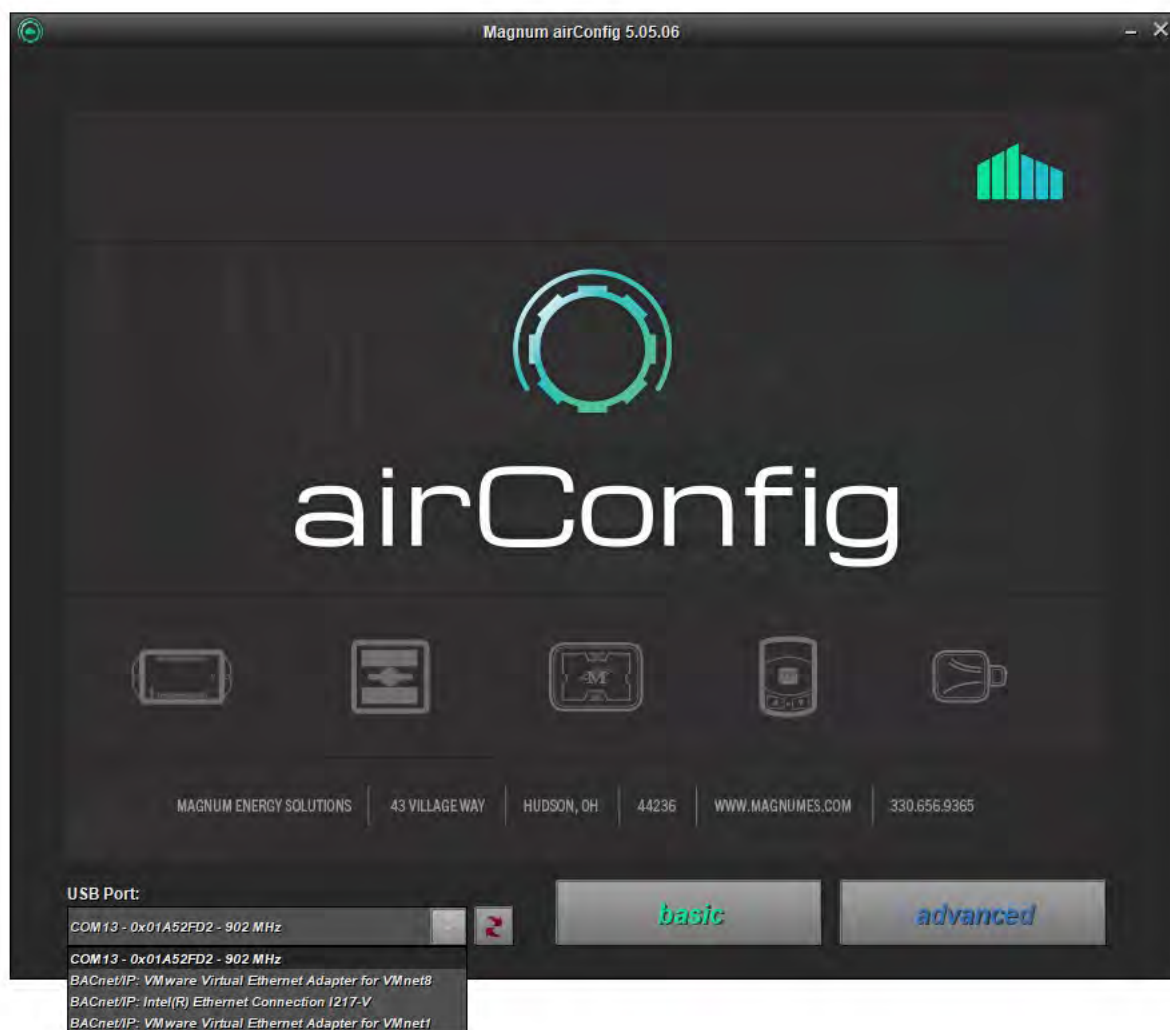 Magnum airConfig 5.05.06
airConfig
MAGNUM ENERGY SOLUTIONS 43 VILLAGE WAY HUDSON, OH 44236 WWW.MAGNUMES.COM 330.656.9365
USB Port:
COM13 - 0x01A52FD2 - 902 MHz
basic
advanced
COM13 - 0x01A52FD2 - 902 MHz
BACnet/IP: VMware Virtual Ethernet Adapter for VMnet8
BACnet/IP: Intel(R) Ethernet Connection I217-V
BACnet/IP: VMware Virtual Ethernet Adapter for VMnet1